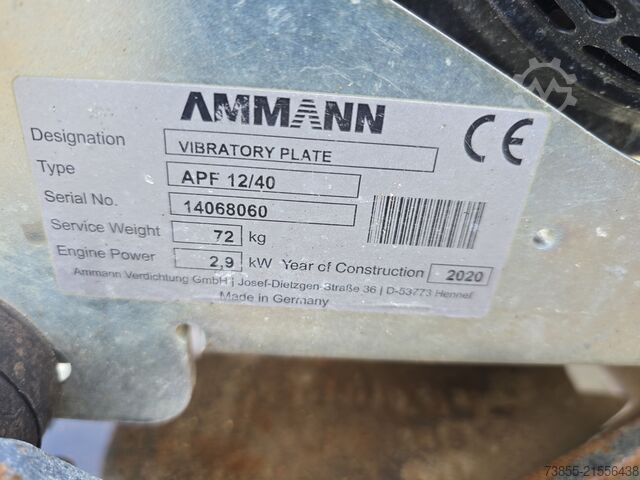 AMMANN
CE
Designation VIBRATORY PLATE
Type APF 12/40
Serial No. 14068060
Service Weight 72 kg
Engine Power 2,9 kW Year of Construction 2020
Ammann Verdichtung GmbH | Josef-Dietzgen-Straße 36 | D-53773 Hennef
Made in Germany
73855-21556438